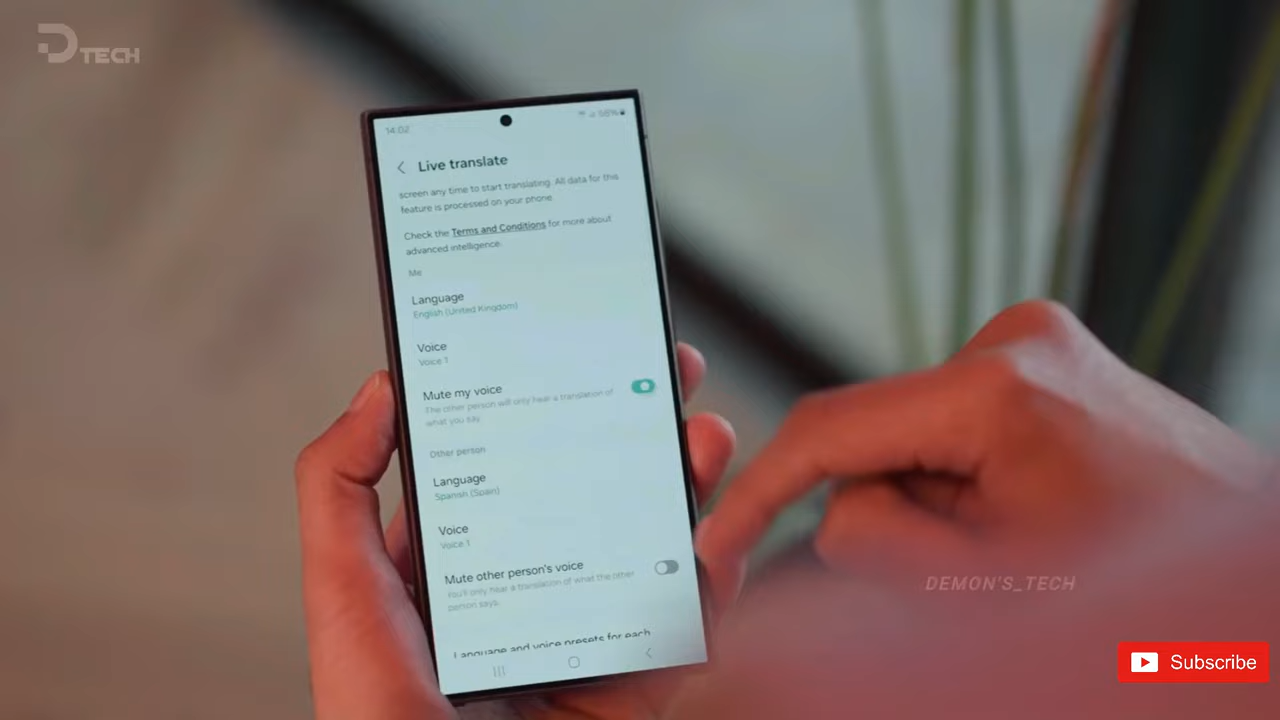 D TECH
14:02
56%
Live translate
screen any time to start translating. All data for this
feature is processed on your phone.
Check the Terms and Conditions for more about
advanced intelligence.
Me
Language
English (United Kingdom)
Voice
Voice 1
Mute my voice
The other person will only hear a translation of
what you say.
Other person
Language
Spanish (Spain)
Voice
Voice 1
Mute other person's voice
You'll only hear a translation of what the other
person says.
Language and voice presets for each
DEMON'S_TECH
Subscribe